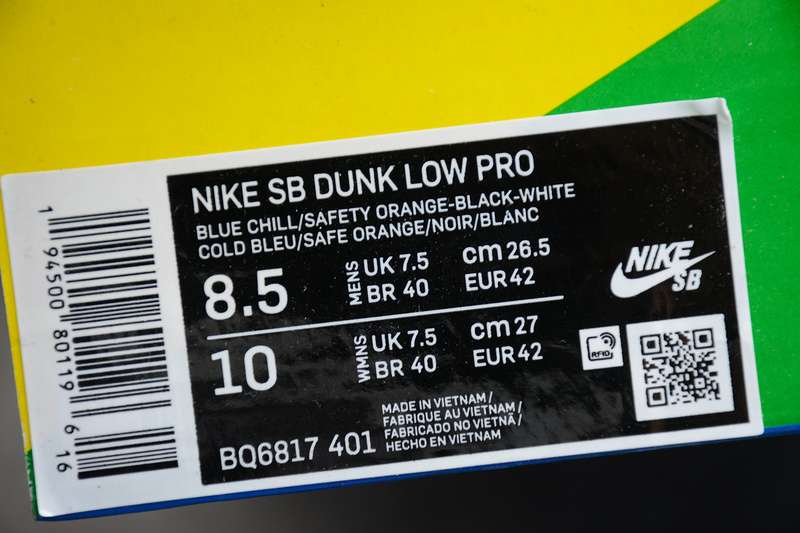 NIKE SB DUNK LOW PRO
BLUE CHILL/SAFETY ORANGE-BLACK-WHITE
COLD BLEU/SAFE ORANGE/NOIR/BLANC
8.5 MENS UK 7.5 cm 26.5
BR 40 EUR 42
10 WMNS UK 7.5 cm 27
BR 40 EUR 42
MADE IN VIETNAM /
FABRIQUE AU VIETNAM /
FABRICADO NO VIETNÃ /
HECHO EN VIETNAM
BQ6817 401
NIKE
SB
RFID
1 94500 80119 6 16